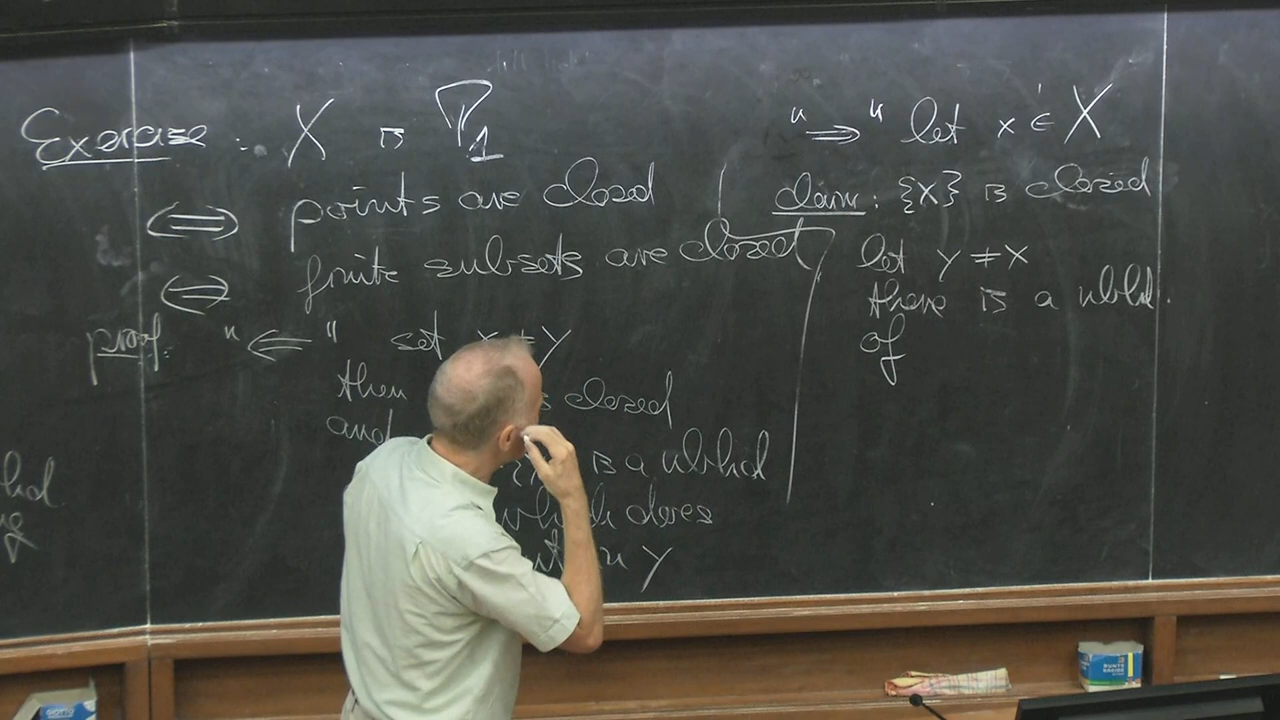 Exercise : X is T1
⇔ points are closed
⇔ finite subsets are closed
proof: "⇐" x ≠ y
then closed
and is a nbhd
which does
y
"⇒" let x ∈ X
claim: {x} is closed
let y ≠ x
there is a nbhd.
of